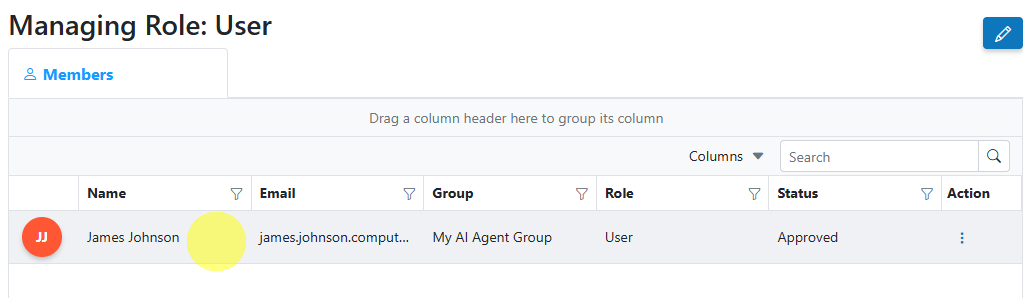 Managing Role: User
Members
Drag a column header here to group its column
Columns Search
Name Email Group Role Status Action
JJ James Johnson james.johnson.comput... My AI Agent Group User Approved